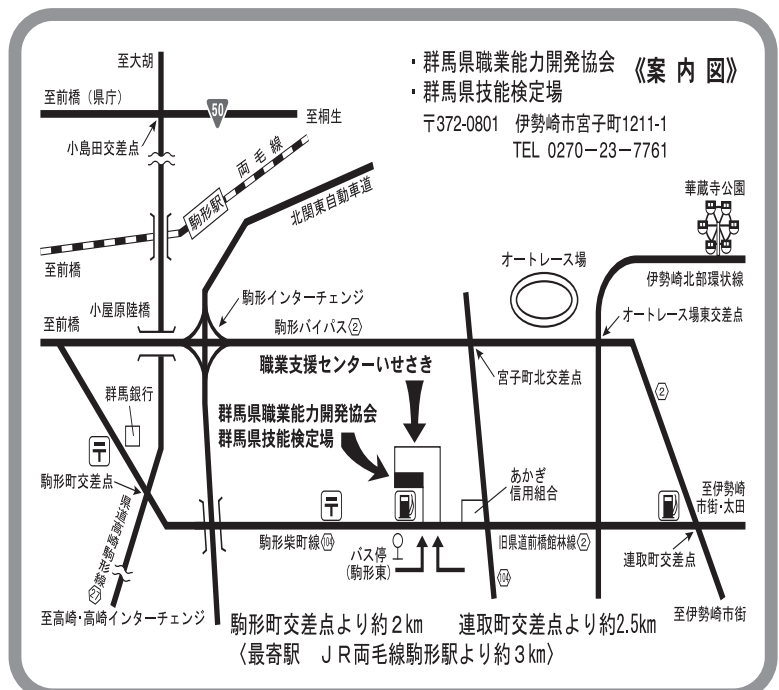 ・群馬県職業能力開発協会
・群馬県技能検定場
《案内図》
〒372-0801 伊勢崎市宮子町1211-1
TEL 0270－23－7761
至大胡
至前橋（県庁）
50
至桐生
小島田交差点
両毛線
駒形駅
北関東自動車道
至前橋
華蔵寺公園
オートレース場
伊勢崎北部環状線
小屋原陸橋
駒形インターチェンジ
オートレース場東交差点
至前橋
駒形バイパス②
職業支援センターいせさき
宮子町北交差点
②
群馬銀行
群馬県職業能力開発協会
群馬県技能検定場
〒
駒形町交差点
あかぎ
信用組合
至伊勢崎
市街・太田
県道高崎駒形線
27
〒
駒形柴町線104
バス停
(駒形東)
旧県道前橋館林線②
連取町交差点
104
至高崎・高崎インターチェンジ
至伊勢崎市街
駒形町交差点より約２km 連取町交差点より約2.5km
〈最寄駅 ＪＲ両毛線駒形駅より約３km〉